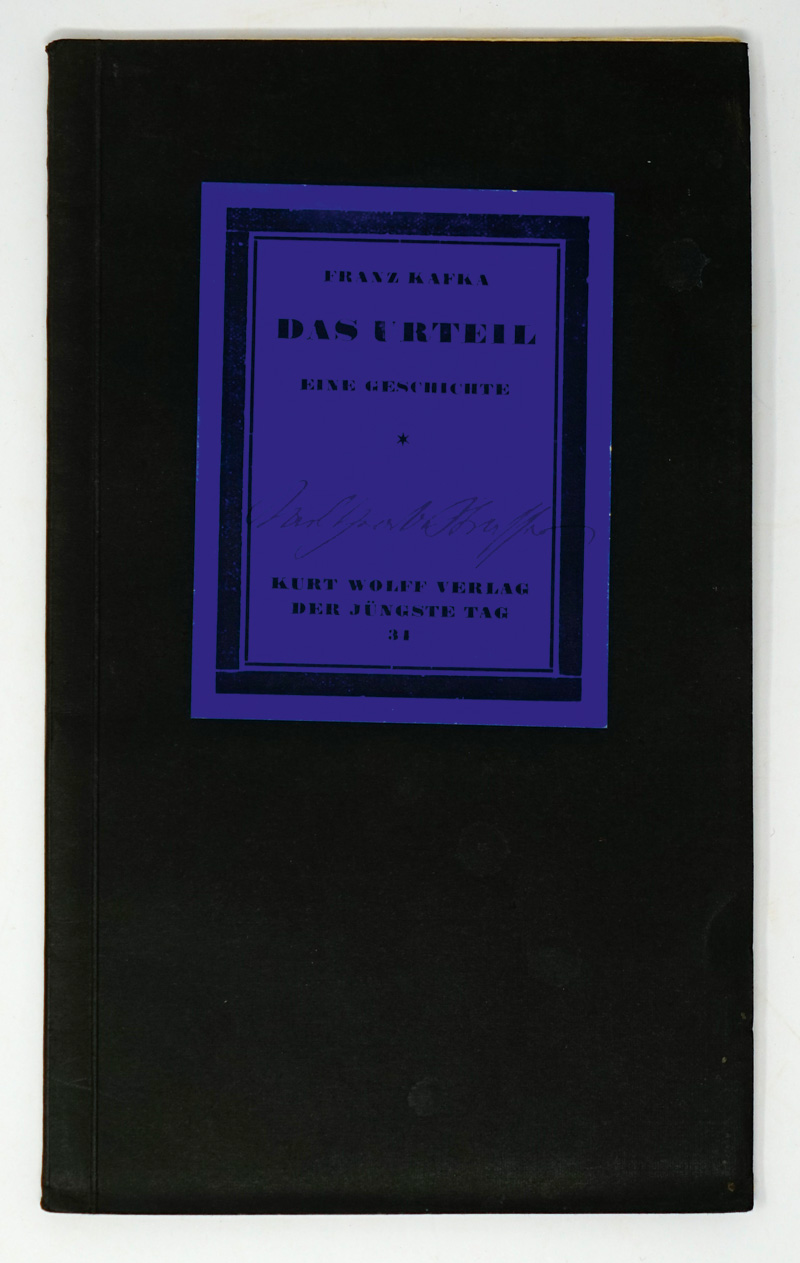 FRANZ KAFKA
DAS URTEIL
EINE GESCHICHTE
KURT WOLFF VERLAG
DER JÜNGSTE TAG
34